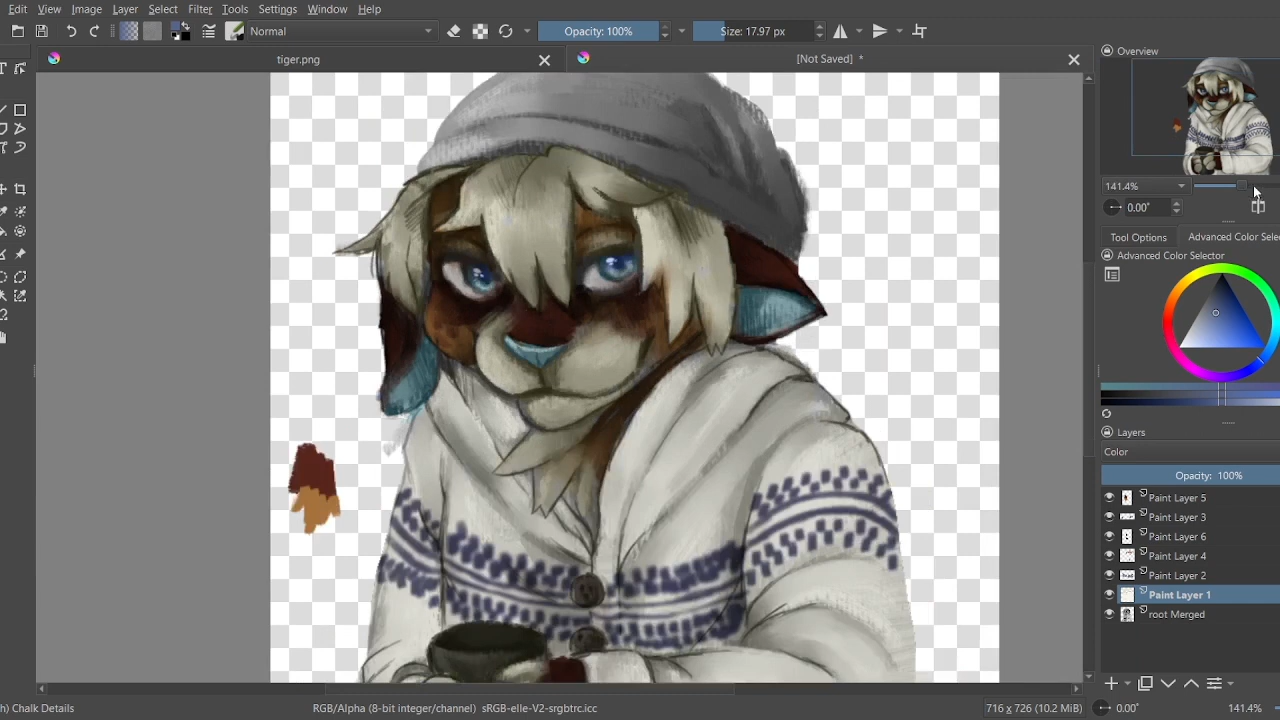 Edit View Image Layer Select Filter Tools Settings Window Help
Normal Opacity: 100% Size: 17.97 px
tiger.png [Not Saved] *
Overview
141.4%
0.00°
Tool Options
Advanced Color Sele
Advanced Color Selector
Layers
Color
Opacity: 100%
Paint Layer 5
Paint Layer 3
Paint Layer 6
Paint Layer 4
Paint Layer 2
Paint Layer 1
root Merged
h) Chalk Details RGB/Alpha (8-bit integer/channel) sRGB-elle-V2-srgbtrc.icc 716 x 726 (10.2 MiB) 0.00° 141.4%